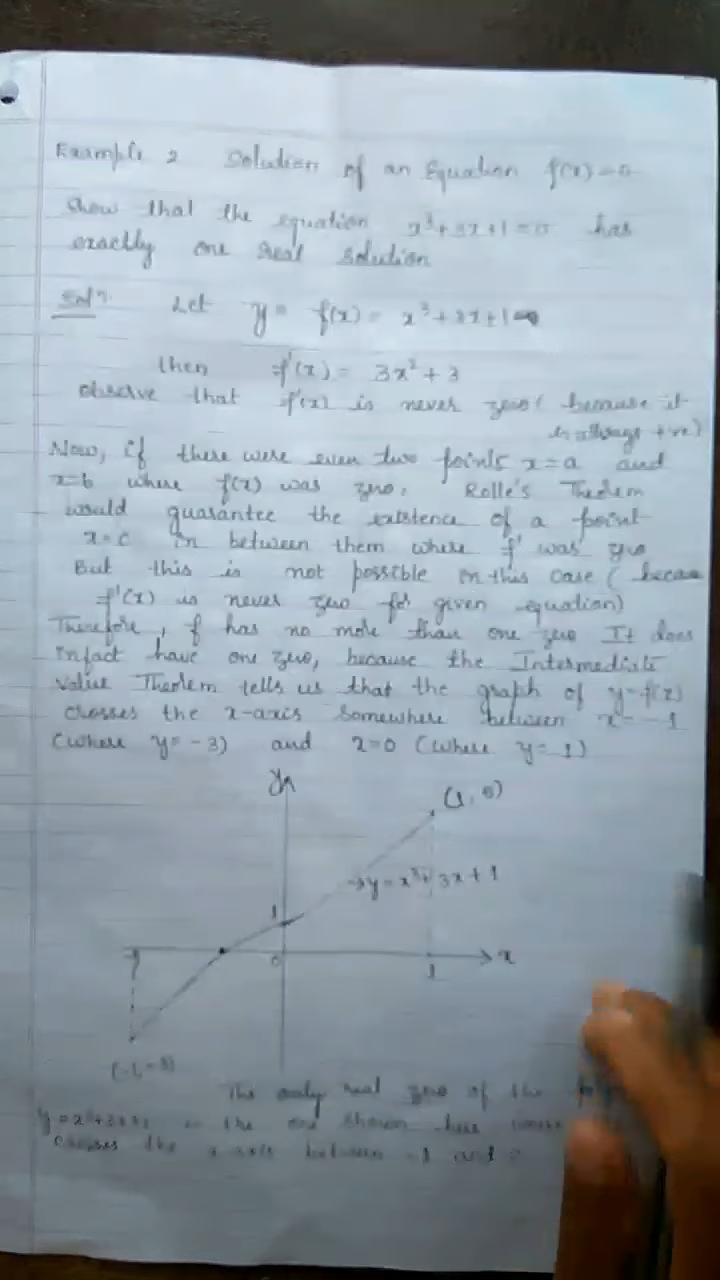 Example 2 Solution of an Equation f(x)=0
Show that the equation x³+3x+1=0 has
exactly one real solution
Solⁿ. Let y = f(x) = x³+3x+1
then f'(x) = 3x²+3
observe that f'(x) is never zero ( because it
is always +ve)
Now, if there were even two points x=a and
x=b where f(x) was zero, Rolle's Theorem
would guarantee the existence of a point
x=c in between them where f' was zero
But this is not possible in this case (
f'(x) is never zero for given equation)
Therefore, f has no more than one zero It does
infact have one zero, because the Intermediate
value Theorem tells us that the graph of y=f(x)
crosses the x-axis somewhere between x=-1
(where y=-3) and x=0 (where y=1)
y
(1, 5)
→y=x³+3x+1
1
-1 0 1 x
(-1,-3)
The only real zero of the
y=x³+3x+1 is the one shown here where
crosses the x-axis between -1 and 0